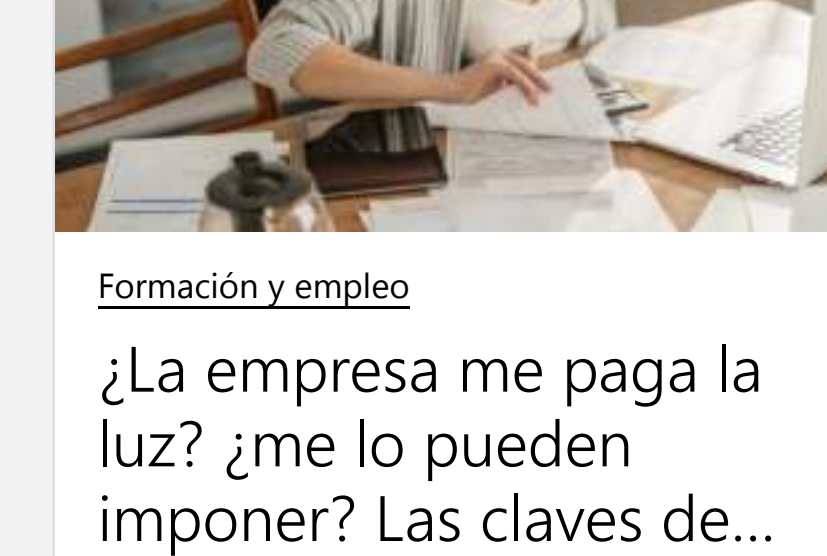 Formación y empleo
¿La empresa me paga la
luz? ¿me lo pueden
imponer? Las claves de...